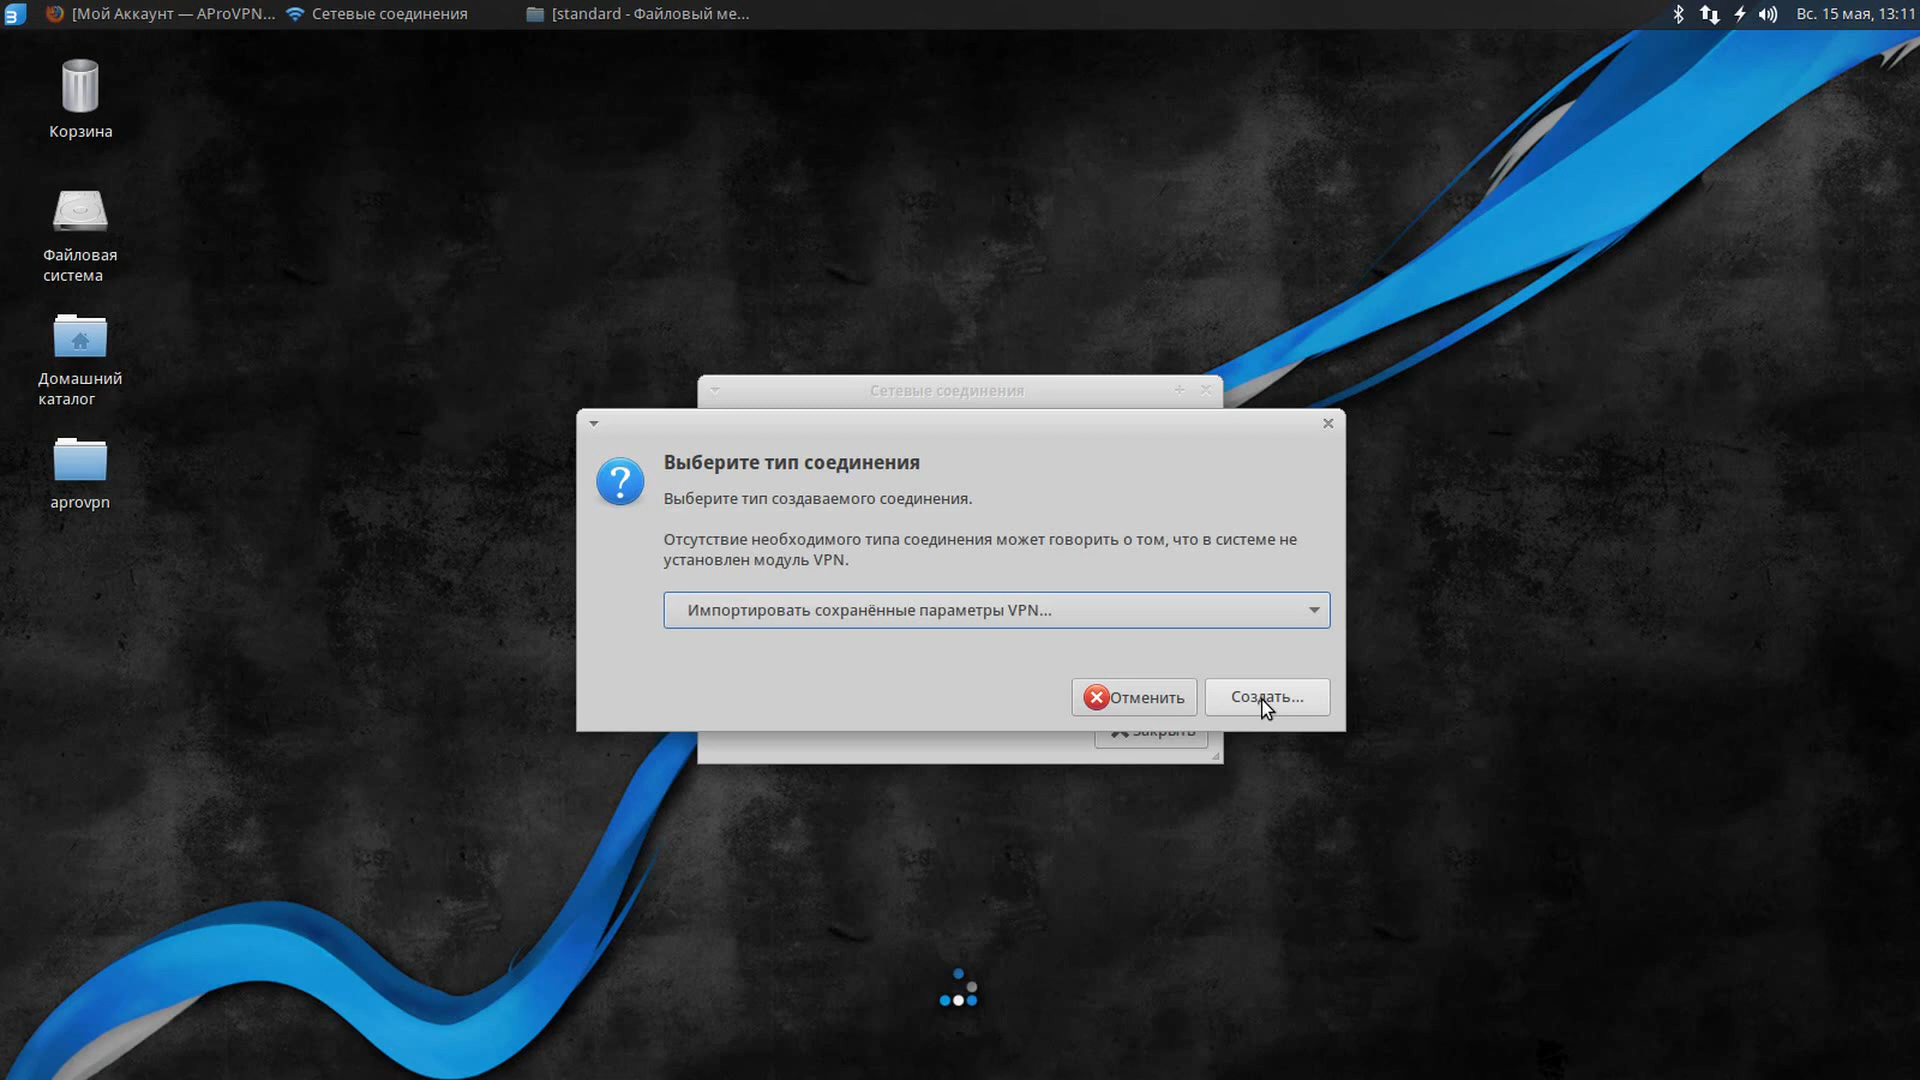 [Мой Аккаунт — AProVPN...
Сетевые соединения
[standard - Файловый ме...
Вс. 15 мая, 13:11
Корзина
Файловая
система
Домашний
каталог
aprovpn
Сетевые соединения
Выберите тип соединения
Выберите тип создаваемого соединения.
Отсутствие необходимого типа соединения может говорить о том, что в системе не
установлен модуль VPN.
Импортировать сохранённые параметры VPN...
Отменить
Создать...
Закрыть